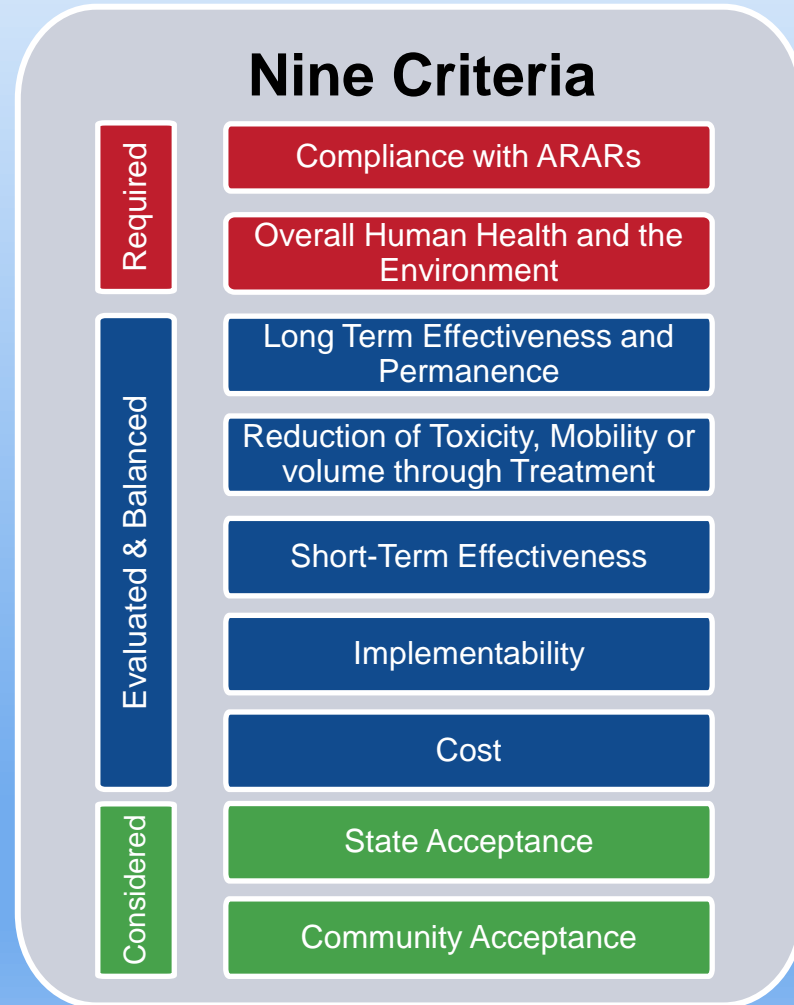 Nine Criteria
Required
Compliance with ARARs
Overall Human Health and the
Environment
Evaluated & Balanced
Long Term Effectiveness and
Permanence
Reduction of Toxicity, Mobility or
volume through Treatment
Short-Term Effectiveness
Implementability
Cost
Considered
State Acceptance
Community Acceptance